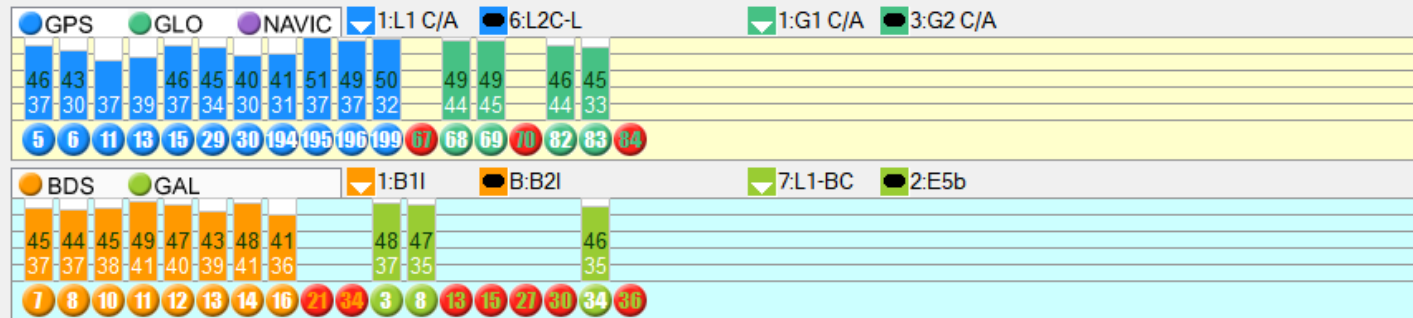 GPS GLO NAVIC 1:L1 C/A 6:L2C-L 1:G1 C/A 3:G2 C/A
46 43 46 45 40 41 51 49 50 49 49 46 45
37 30 37 39 37 34 30 31 37 37 32 44 45 44 33
5 6 11 13 15 29 30 194 195 196 199 67 68 69 70 82 83 84
BDS GAL 1:B1I B:B2I 7:L1-BC 2:E5b
45 44 45 49 47 43 48 41 48 47 46
37 37 38 41 40 39 41 36 37 35 35
7 8 10 11 12 13 14 16 21 34 3 8 13 15 27 30 34 36